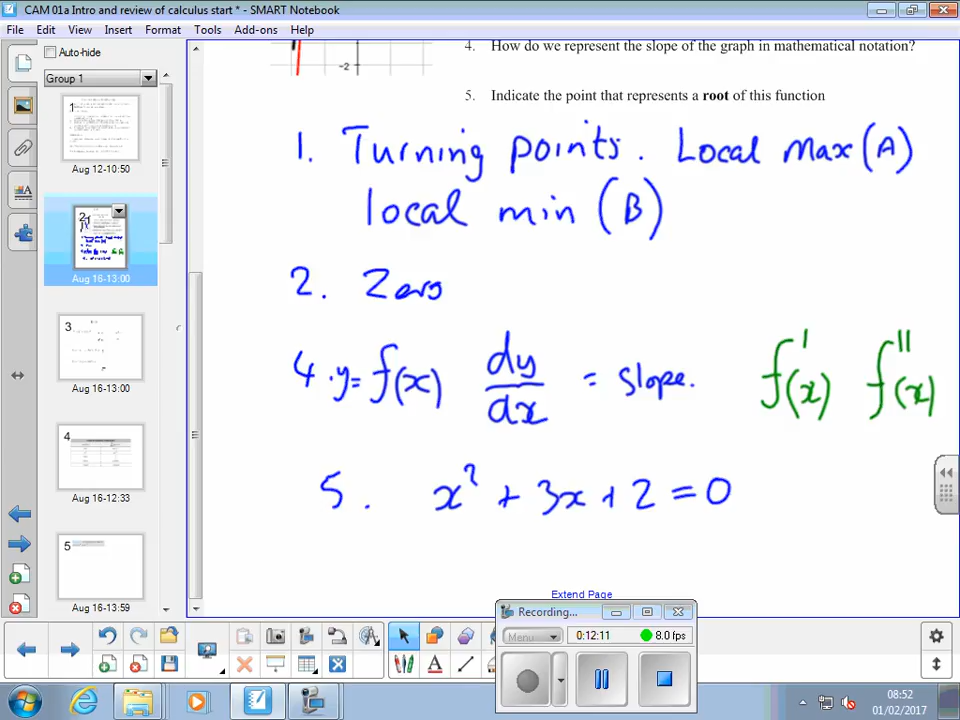 CAM 01a Intro and review of calculus start * - SMART Notebook
File Edit View Insert Format Tools Add-ons Help
Auto-hide
Group 1
1
Aug 12-10:50
2
Aug 16-13:00
3
Aug 16-13:00
4
Aug 16-12:33
5
Aug 16-13:59
-2
4. How do we represent the slope of the graph in mathematical notation?
5. Indicate the point that represents a root of this function
1. Turning points. Local Max (A)
local min (B)
2. Zero
4. y= f(x) dy/dx = slope. f'(x) f''(x)
5. x² + 3x + 2 = 0
Extend Page
Recording...
Menu 0:12:11 8.0 fps
08:52
01/02/2017